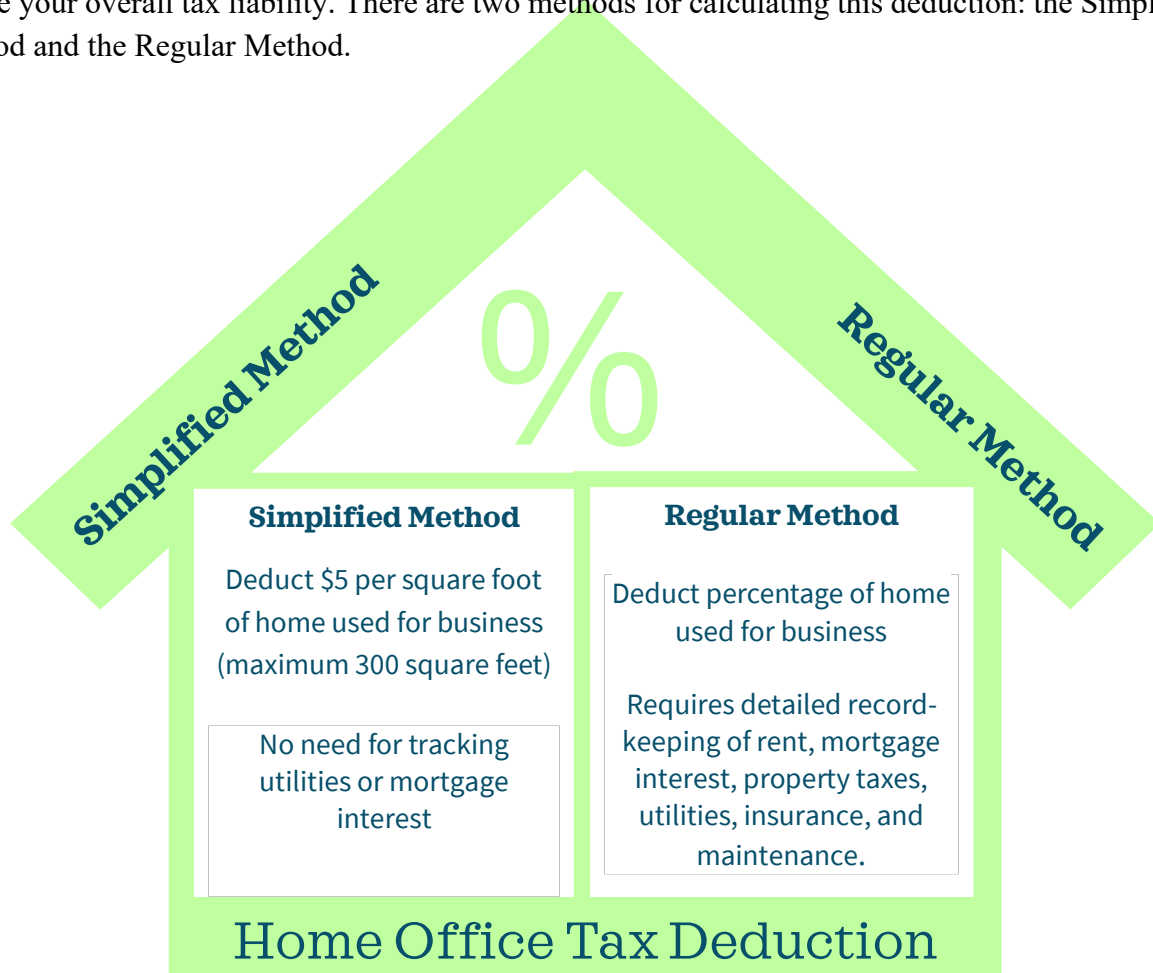 your overall tax liability. There are two methods for calculating this deduction: the
and the Regular Method.
Simplified Method
Regular Method
%
Simplified Method
Deduct $5 per square foot
of home used for business
(maximum 300 square feet)
No need for tracking
utilities or mortgage
interest
Regular Method
Deduct percentage of home
used for business
Requires detailed record-
keeping of rent, mortgage
interest, property taxes,
utilities, insurance, and
maintenance.
Home Office Tax Deduction